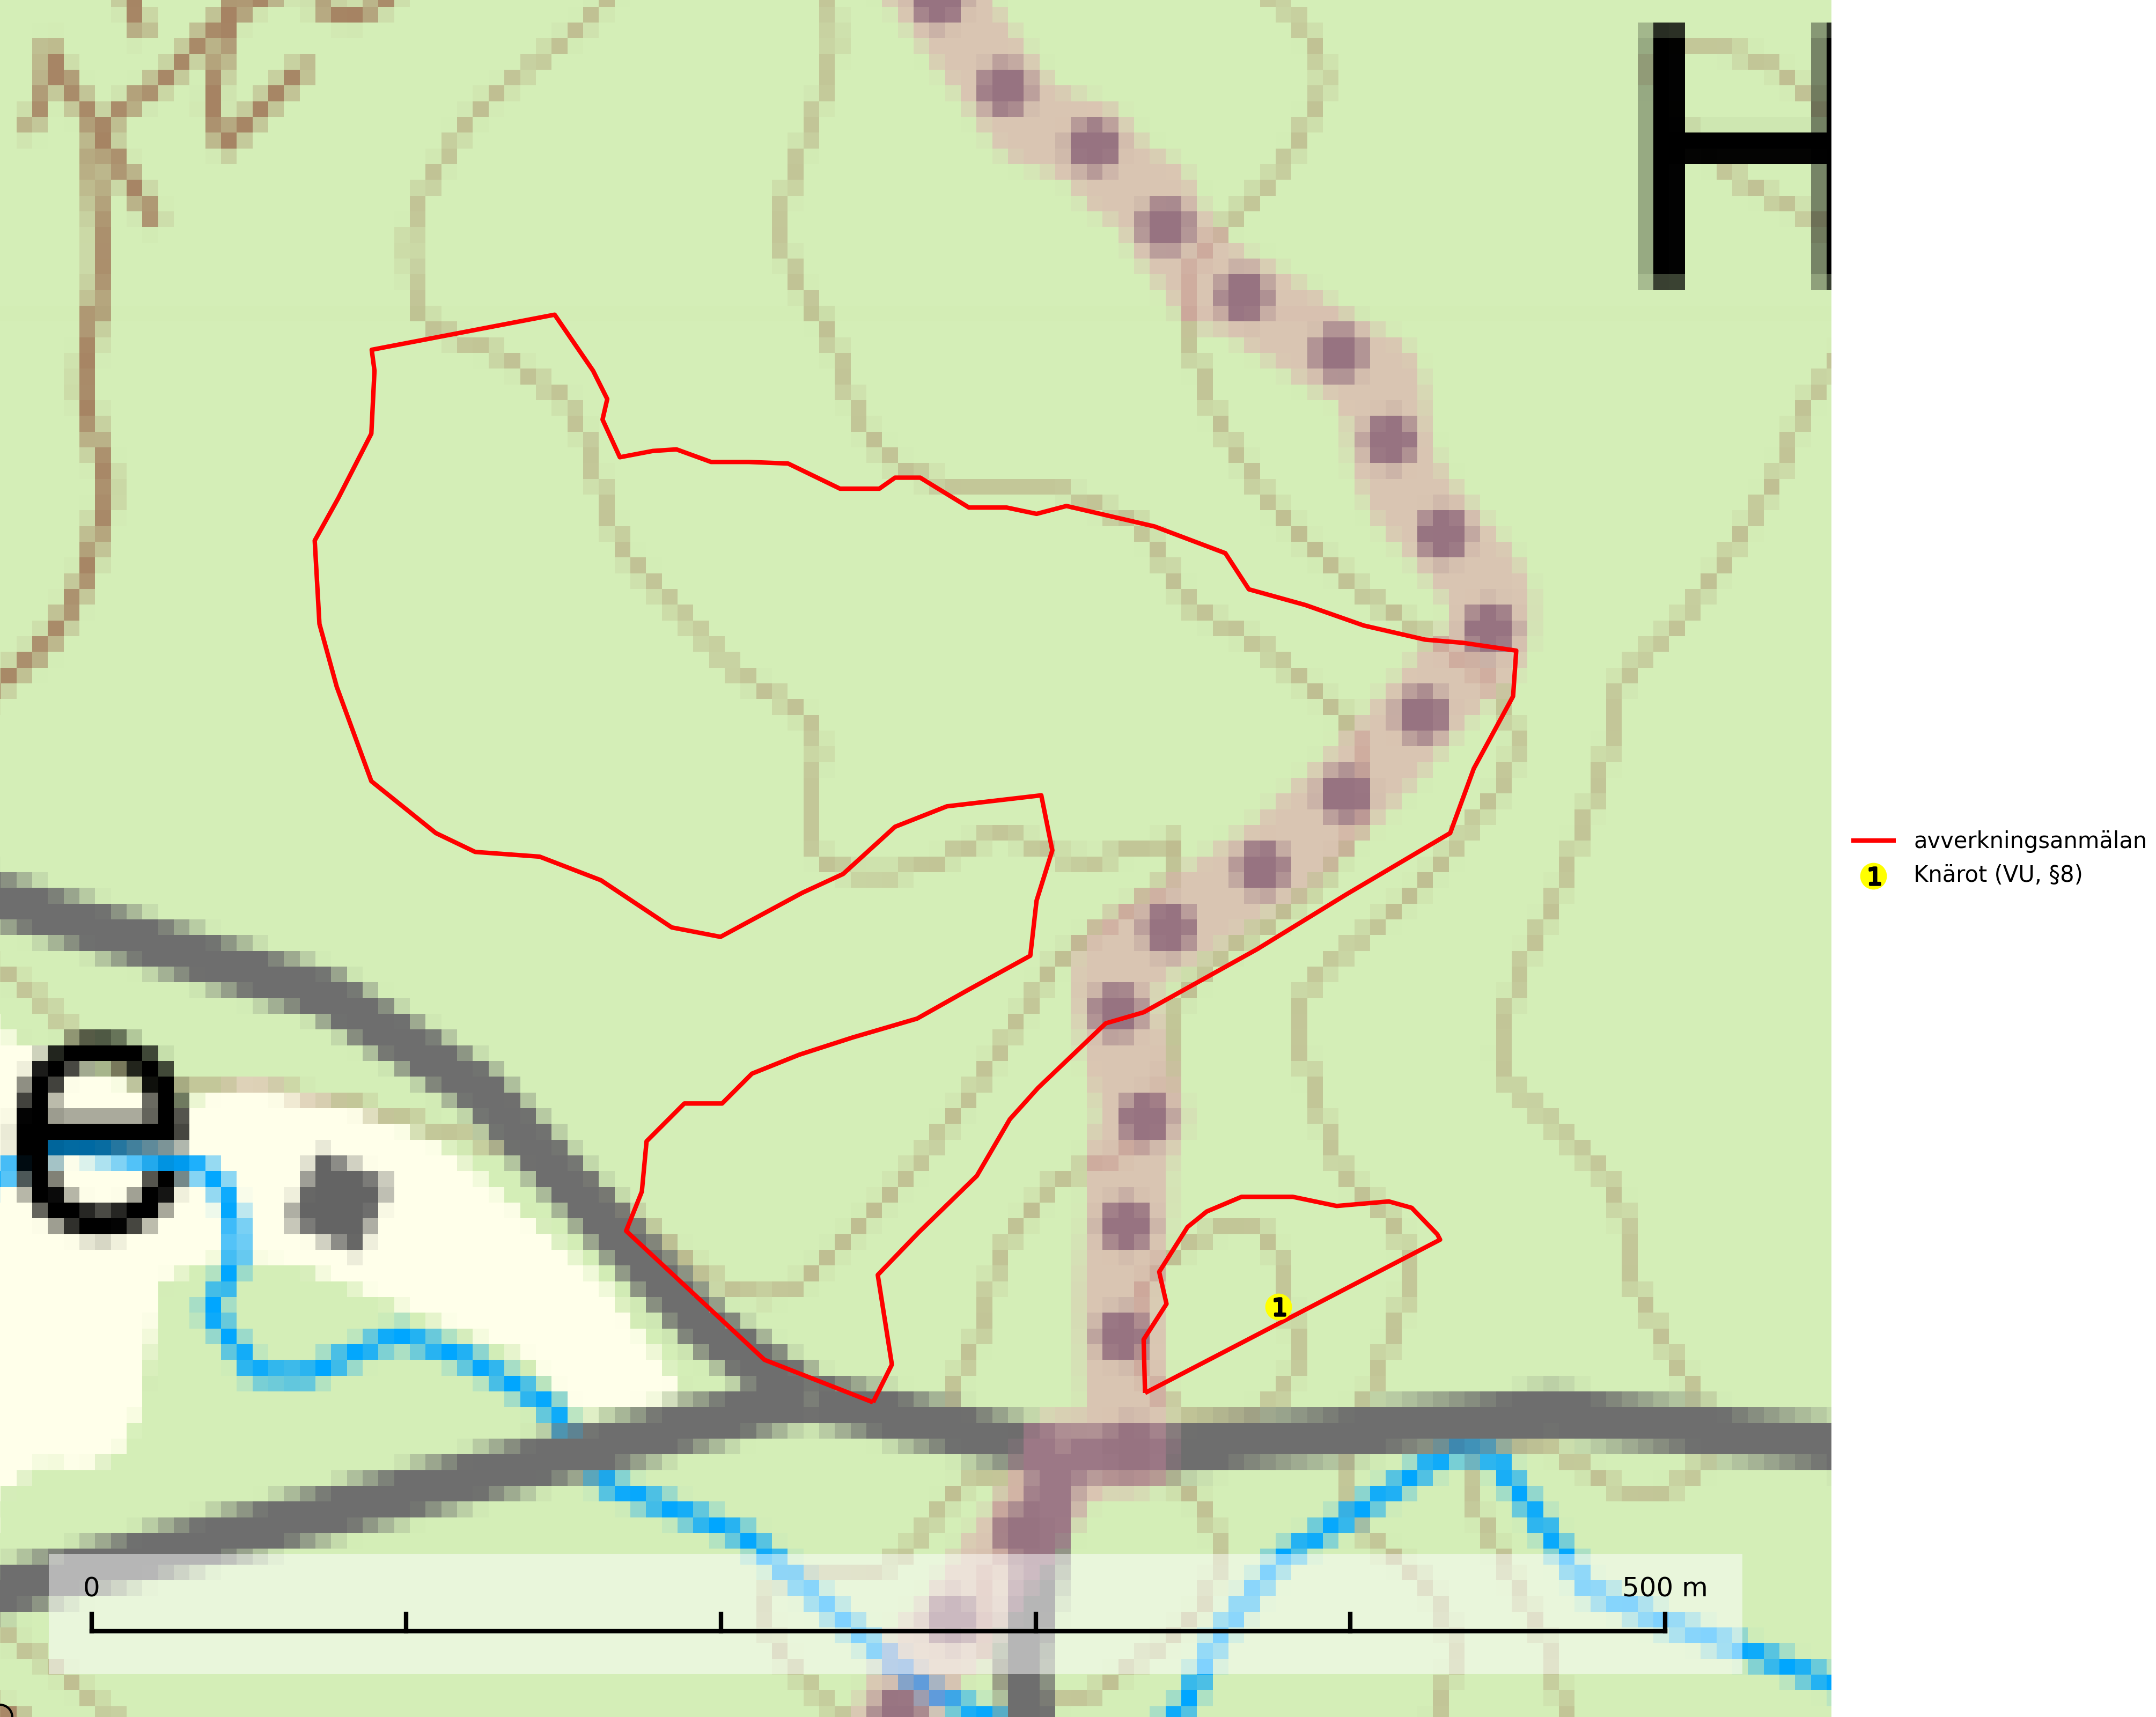 H
avverkningsanmälan
1 Knärot (VU, §8)
e
1
0 500 m